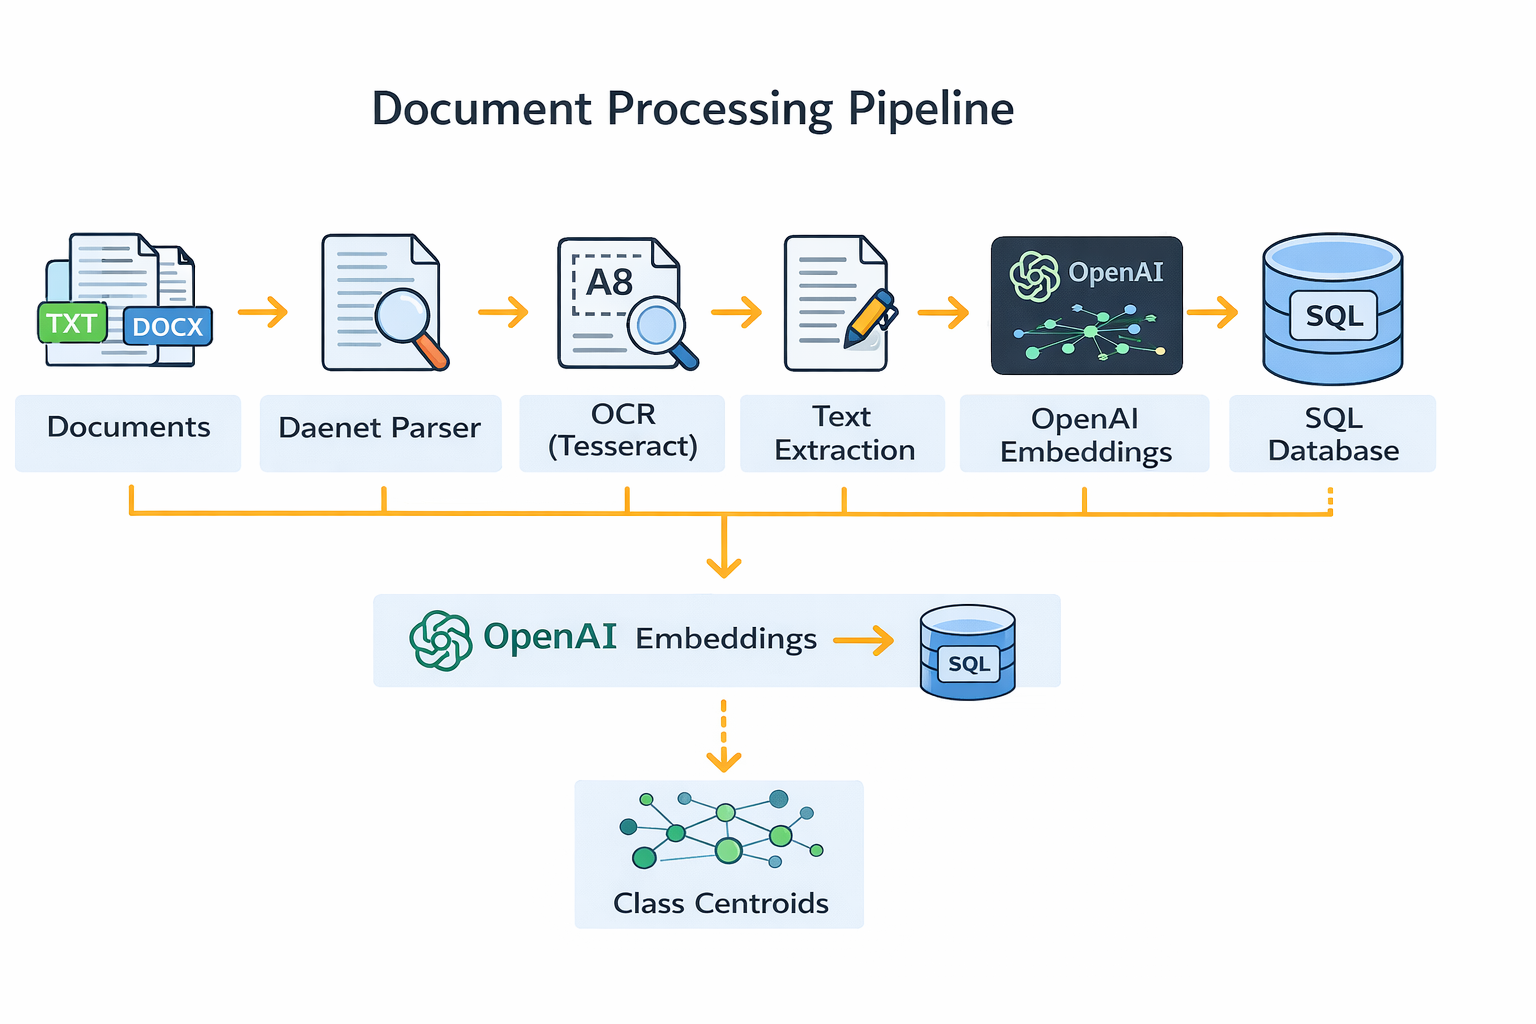 Document Processing Pipeline
TXT
DOCX
A8
OpenAI
SQL
Documents
Daenet Parser
OCR
(Tesseract)
Text
Extraction
OpenAI
Embeddings
SQL
Database
OpenAI Embeddings
SQL
Class Centroids